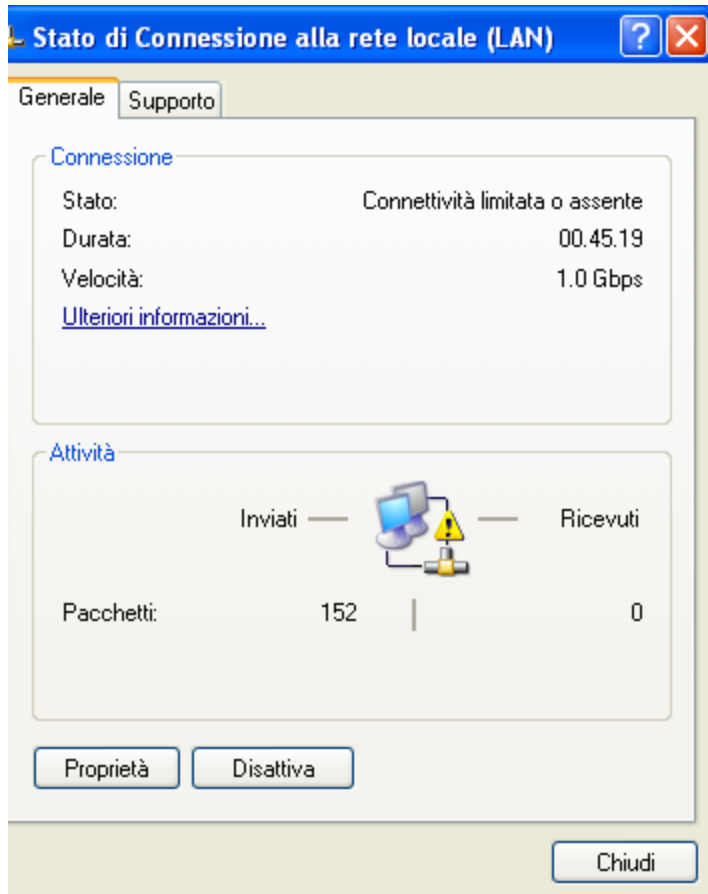 Stato di Connessione alla rete locale (LAN)
Generale Supporto
Connessione
Stato: Connettività limitata o assente
Durata: 00.45.19
Velocità: 1.0 Gbps
Ulteriori informazioni...
Attività
Inviati Ricevuti
Pacchetti: 152 0
Proprietà Disattiva
Chiudi